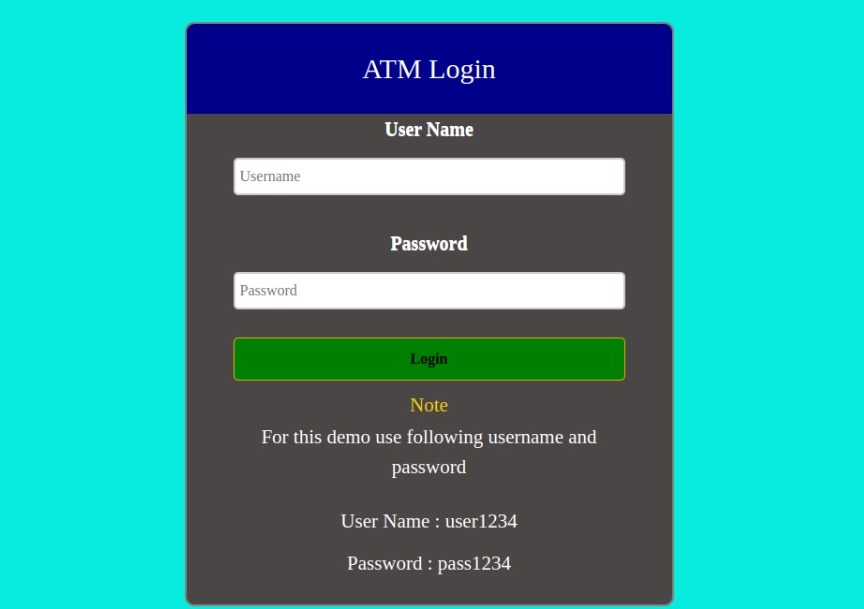 ATM Login
User Name
Username
Password
Password
Login
Note
For this demo use following username and
password
User Name : user1234
Password : pass1234